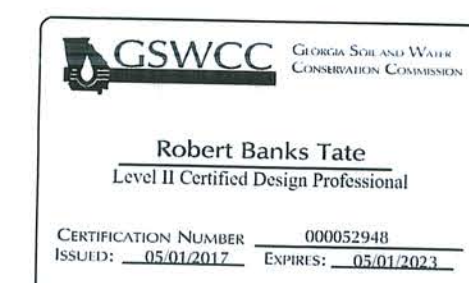 GSWCC
GEORGIA SOIL AND WATER
CONSERVATION COMMISSION
Robert Banks Tate
Level II Certified Design Professional
CERTIFICATION NUMBER 000052948
ISSUED: 05/01/2017 EXPIRES: 05/01/2023